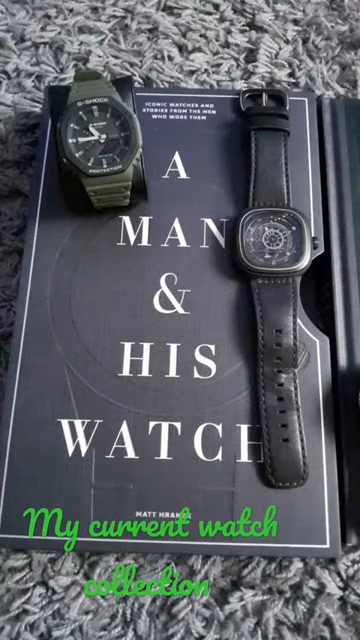 G-SHOCK
PROTECTION
ICONIC WATCHES AND
STORIES FROM THE MEN
WHO WORE THEM
A
MAN
&
HIS
WATCH
MATT
My current watch
collection